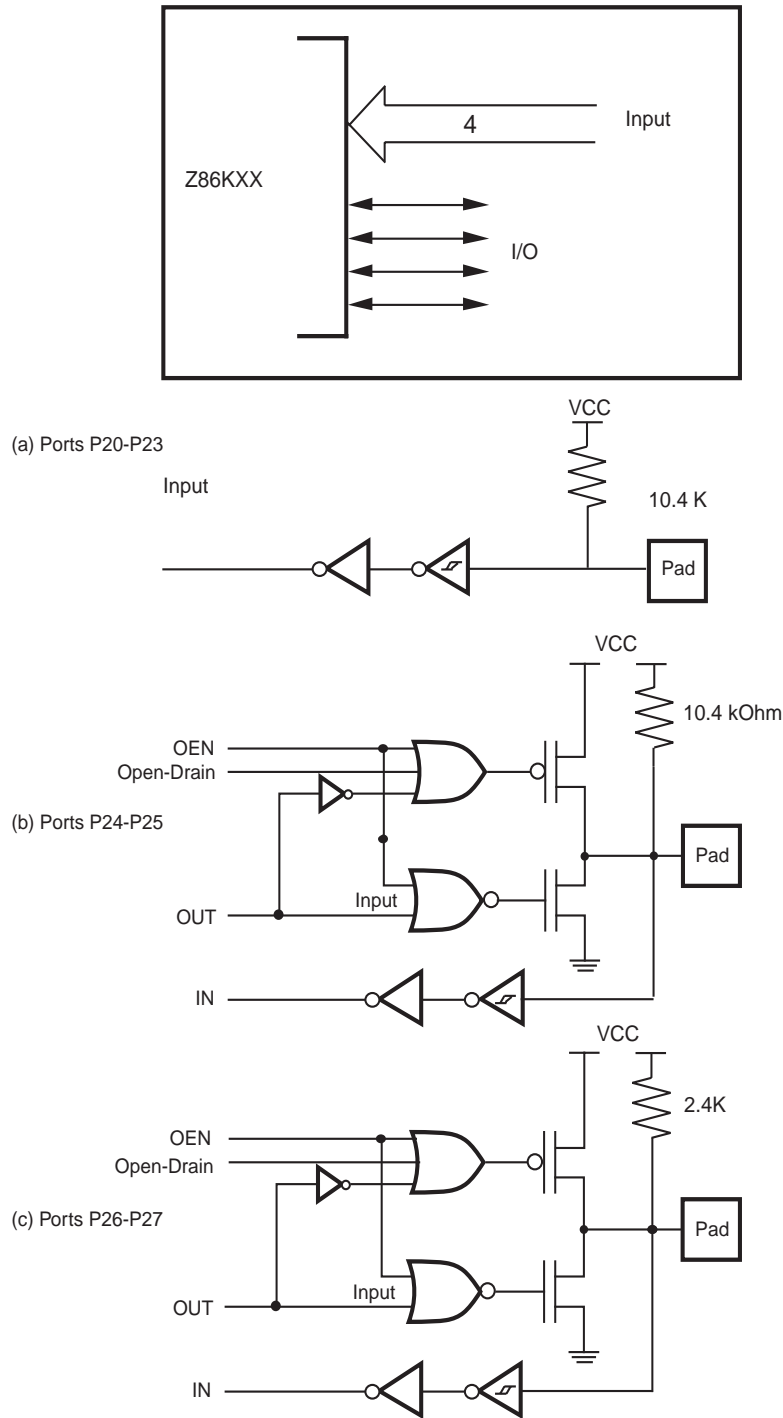 Z86KXX
4
Input
I/O
(a) Ports P20-P23
Input
VCC
10.4 K
Pad
VCC
10.4 kOhm
OEN
Open-Drain
(b) Ports P24-P25
Pad
Input
OUT
IN
VCC
2.4K
OEN
Open-Drain
(c) Ports P26-P27
Pad
Input
OUT
IN